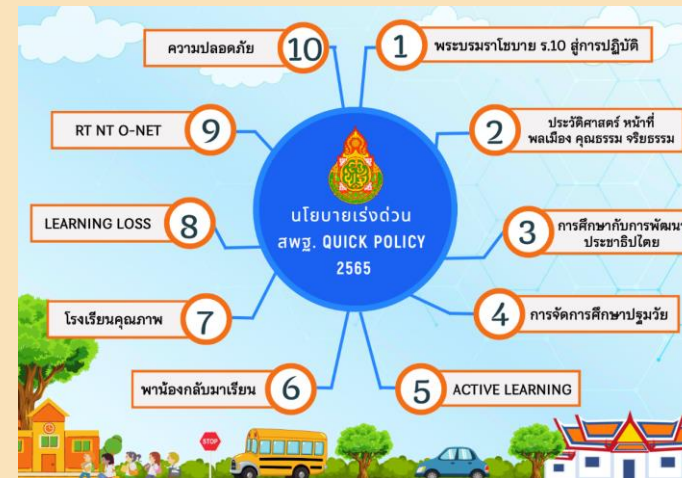 นโยบายเร่งด่วน
สพฐ. QUICK POLICY
2565
1
พระบรมราโชบาย ร.10 สู่การปฏิบัติ
2
ประวัติศาสตร์ หน้าที่
พลเมือง คุณธรรม จริยธรรม
3
การศึกษากับการพัฒนา
ประชาธิปไตย
4
การจัดการศึกษาปฐมวัย
5
ACTIVE LEARNING
6
พาน้องกลับมาเรียน
7
โรงเรียนคุณภาพ
8
LEARNING LOSS
9
RT NT O-NET
10
ความปลอดภัย
STOP